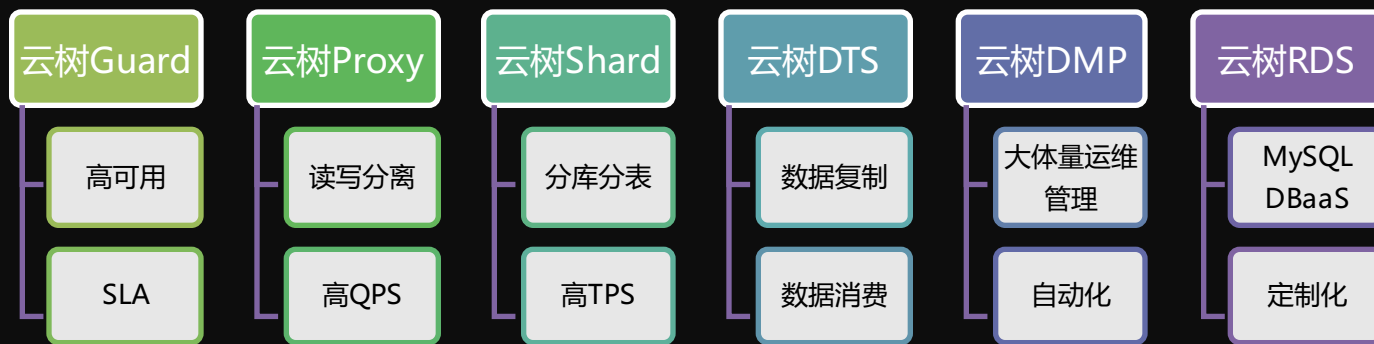 云树Guard
云树Proxy
云树Shard
云树DTS
云树DMP
云树RDS
高可用
读写分离
分库分表
数据复制
大体量运维
管理
MySQL
DBaaS
SLA
高QPS
高TPS
数据消费
自动化
定制化